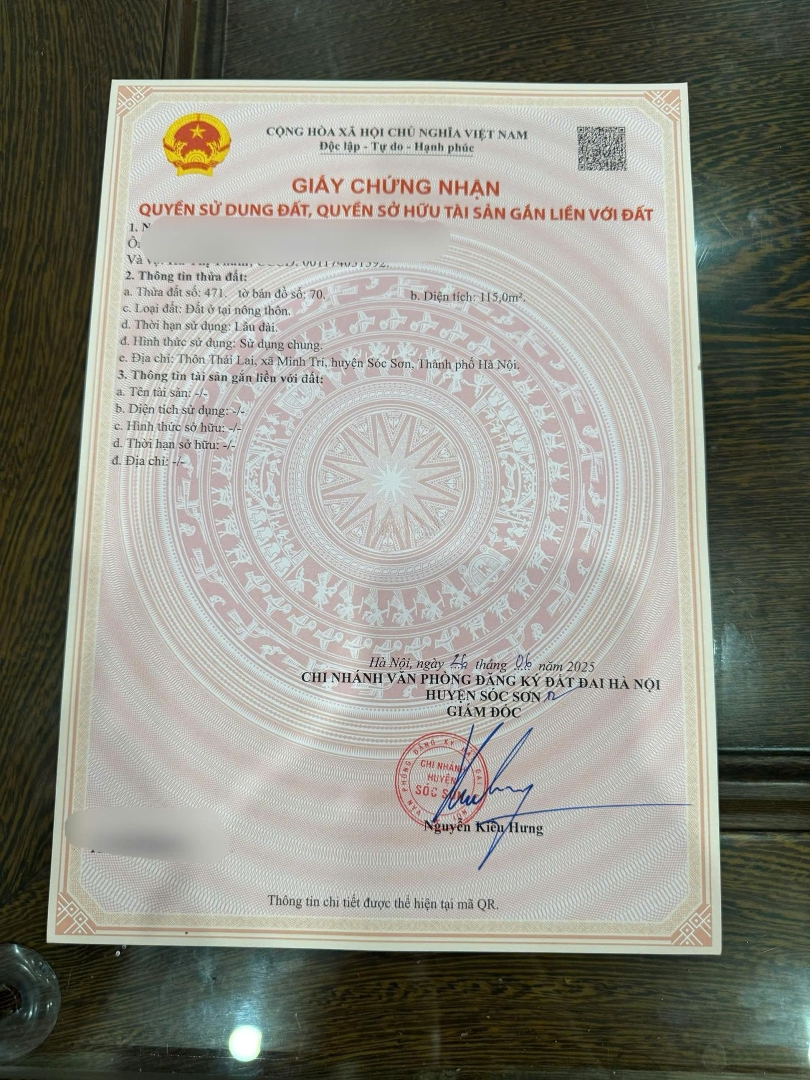 CỘNG HÒA XÃ HỘI CHỦ NGHĨA VIỆT NAM
Độc lập - Tự do - Hạnh phúc
GIẤY CHỨNG NHẬN
QUYỀN SỬ DỤNG ĐẤT, QUYỀN SỞ HỮU TÀI SẢN GẮN LIỀN VỚI ĐẤT
1. N
Ô:
Và
2. Thông tin thửa đất:
a. Thửa đất số: 471. tờ bản đồ số: 70. b. Diện tích: 115,0m².
c. Loại đất: Đất ở tại nông thôn.
d. Thời hạn sử dụng: Lâu dài.
đ. Hình thức sử dụng: Sử dụng chung.
e. Địa chỉ: Thôn Thái Lai, xã Minh Trí, huyện Sóc Sơn, Thành phố Hà Nội.
3. Thông tin tài sản gắn liền với đất:
a. Tên tài sản: -/-
b. Diện tích sử dụng: -/-
c. Hình thức sở hữu: -/-
d. Thời hạn sở hữu: -/-
đ. Địa chỉ: -/-
Hà Nội, ngày 26 tháng 06 năm 2025
CHI NHÁNH VĂN PHÒNG ĐĂNG KÝ ĐẤT ĐAI HÀ NỘI
HUYỆN SÓC SƠN
GIÁM ĐỐC
VĂN PHÒNG ĐĂNG KÝ ĐẤT ĐAI
CHI NHÁNH
HUYỆN
SÓC SƠN
Nguyễn Kiều Hưng
Thông tin chi tiết được thể hiện tại mã QR.